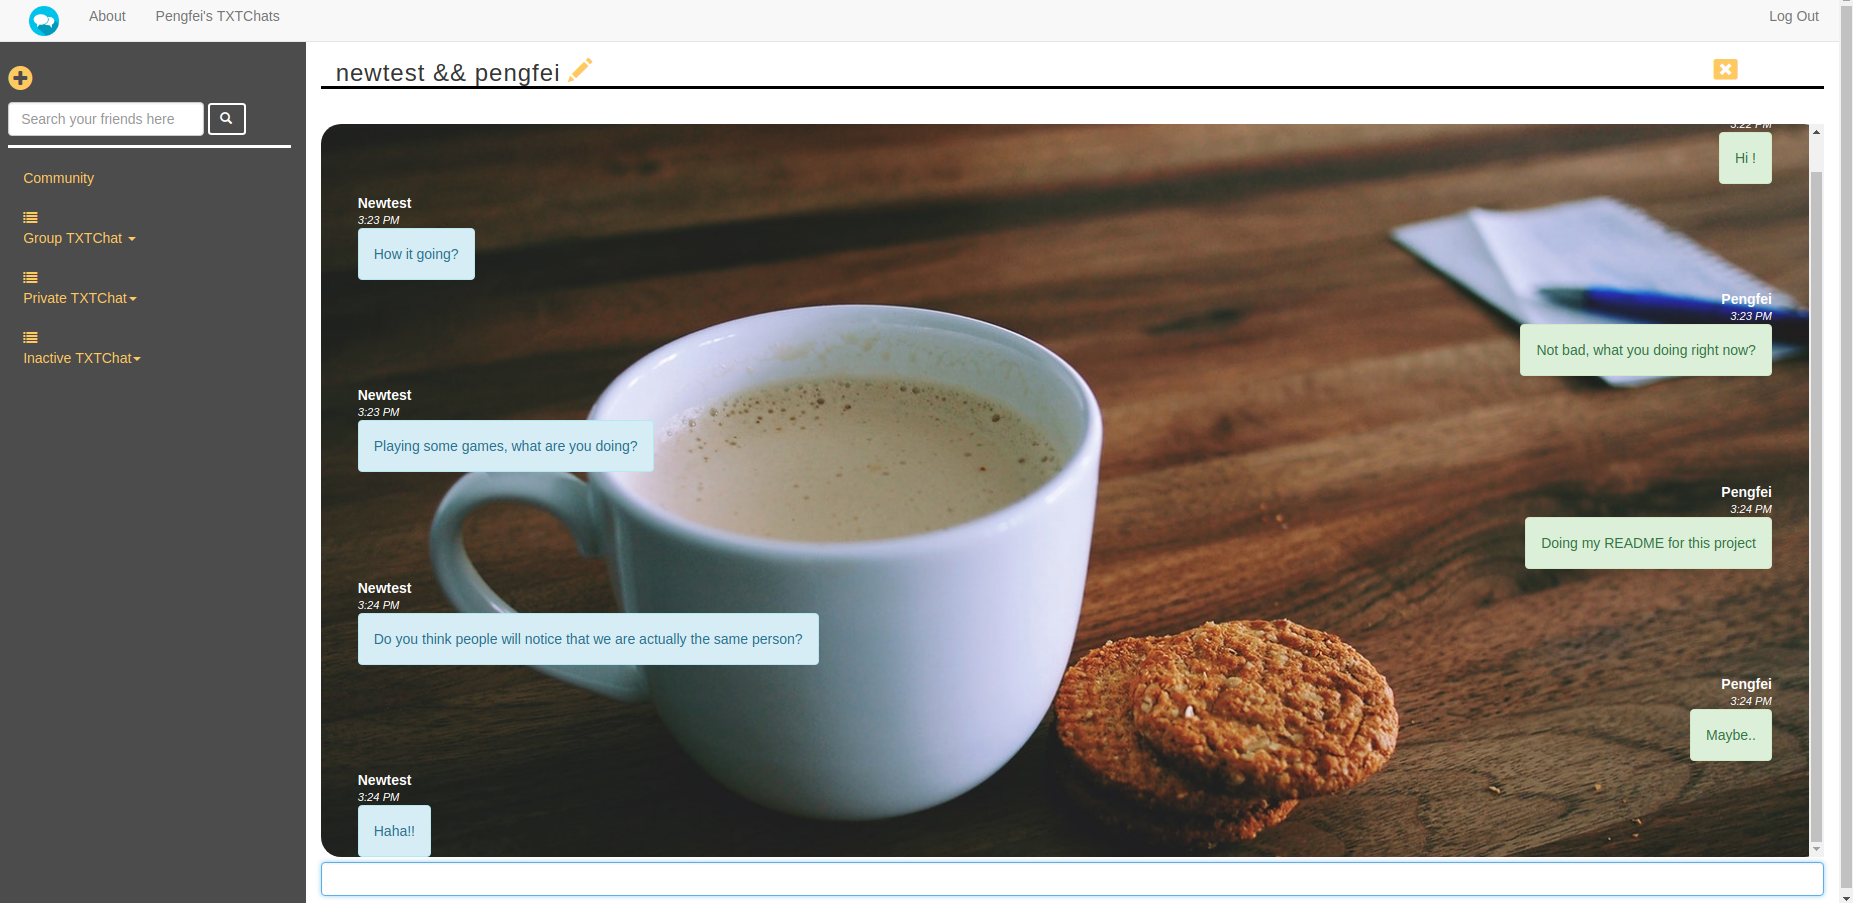 About
Pengfei's TXTChats
Log Out
Search your friends here
Community
Group TXTChat
Private TXTChat
Inactive TXTChat
newtest && pengfei
3:22 PM
Hi !
Newtest
3:23 PM
How it going?
Pengfei
3:23 PM
Not bad, what you doing right now?
Newtest
3:23 PM
Playing some games, what are you doing?
Pengfei
3:24 PM
Doing my README for this project
Newtest
3:24 PM
Do you think people will notice that we are actually the same person?
Pengfei
3:24 PM
Maybe..
Newtest
3:24 PM
Haha!!